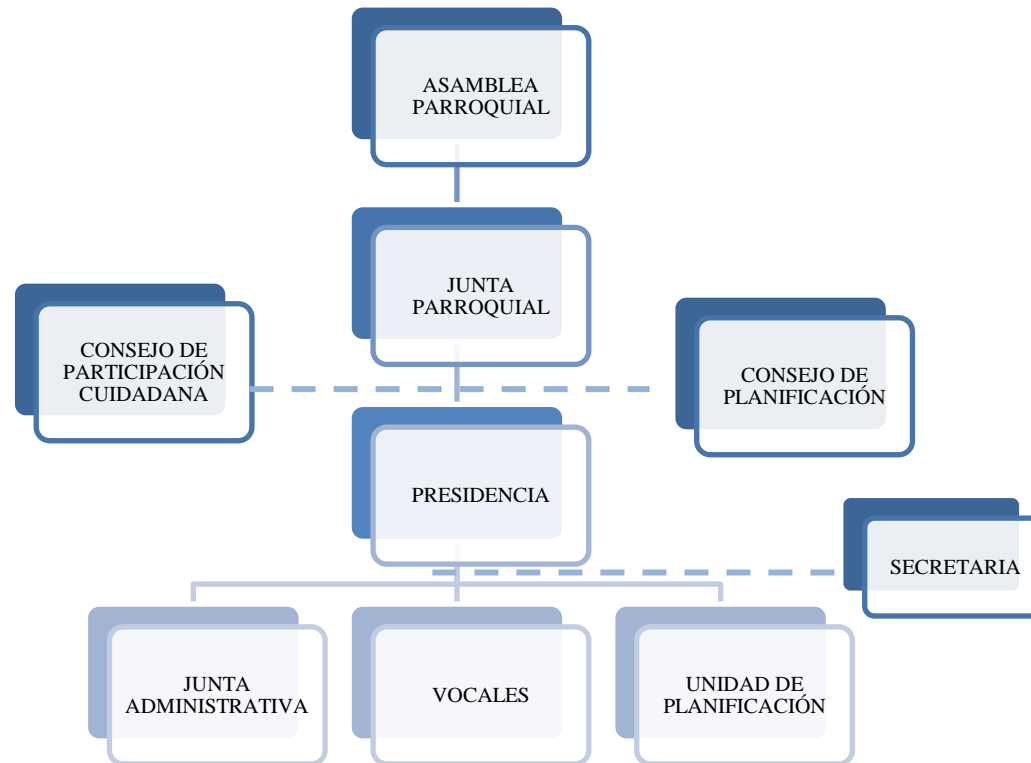 ASAMBLEA
PARROQUIAL
JUNTA
PARROQUIAL
CONSEJO DE
PARTICIPACIÓN
CUIDADANA
CONSEJO DE
PLANIFICACIÓN
PRESIDENCIA
SECRETARIA
JUNTA
ADMINISTRATIVA
VOCALES
UNIDAD DE
PLANIFICACIÓN